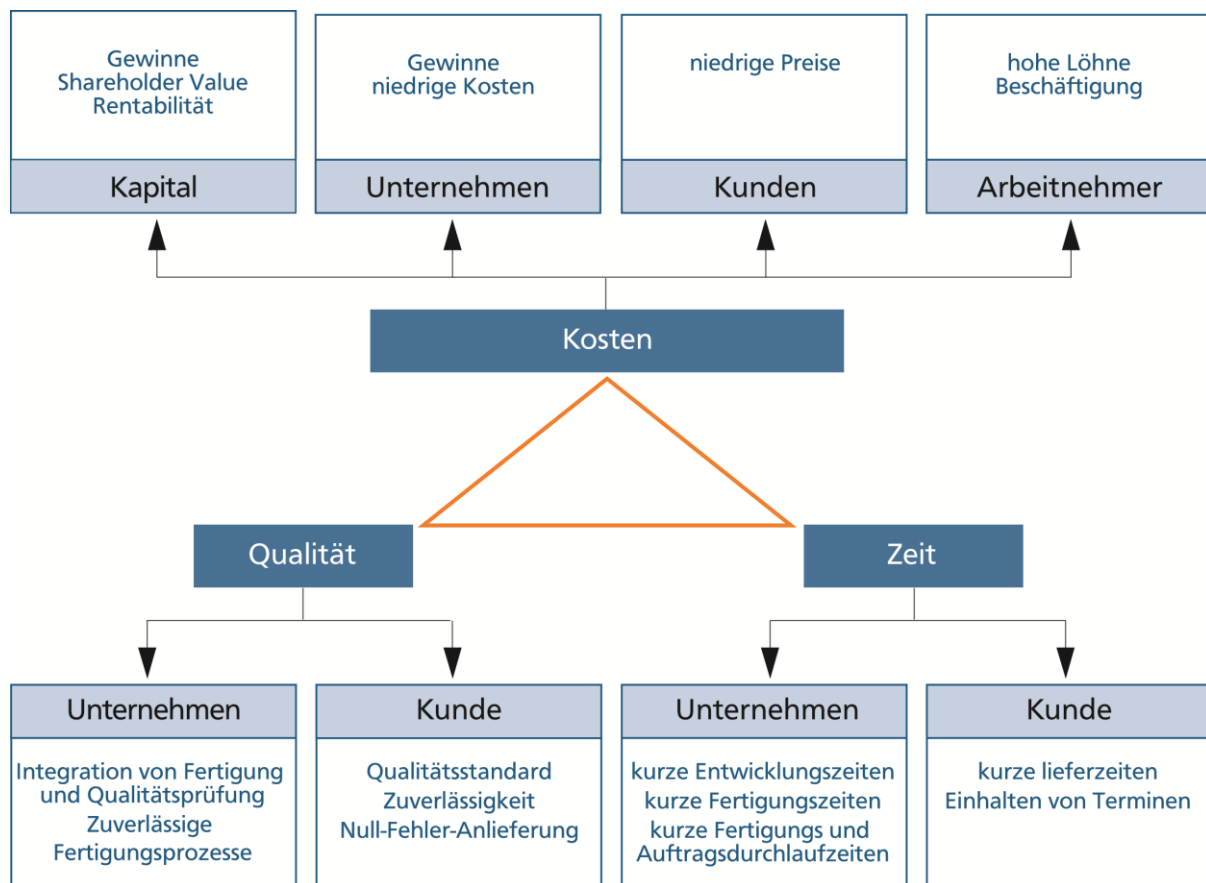 Gewinne
Shareholder Value
Rentabilität
Kapital
Gewinne
niedrige Kosten
Unternehmen
niedrige Preise
Kunden
hohe Löhne
Beschäftigung
Arbeitnehmer
Kosten
Qualität
Zeit
Unternehmen
Integration von Fertigung
und Qualitätsprüfung
Zuverlässige
Fertigungsprozesse
Kunde
Qualitätsstandard
Zuverlässigkeit
Null-Fehler-Anlieferung
Unternehmen
kurze Entwicklungszeiten
kurze Fertigungszeiten
kurze Fertigungs und
Auftragsdurchlaufzeiten
Kunde
kurze lieferzeiten
Einhalten von Terminen